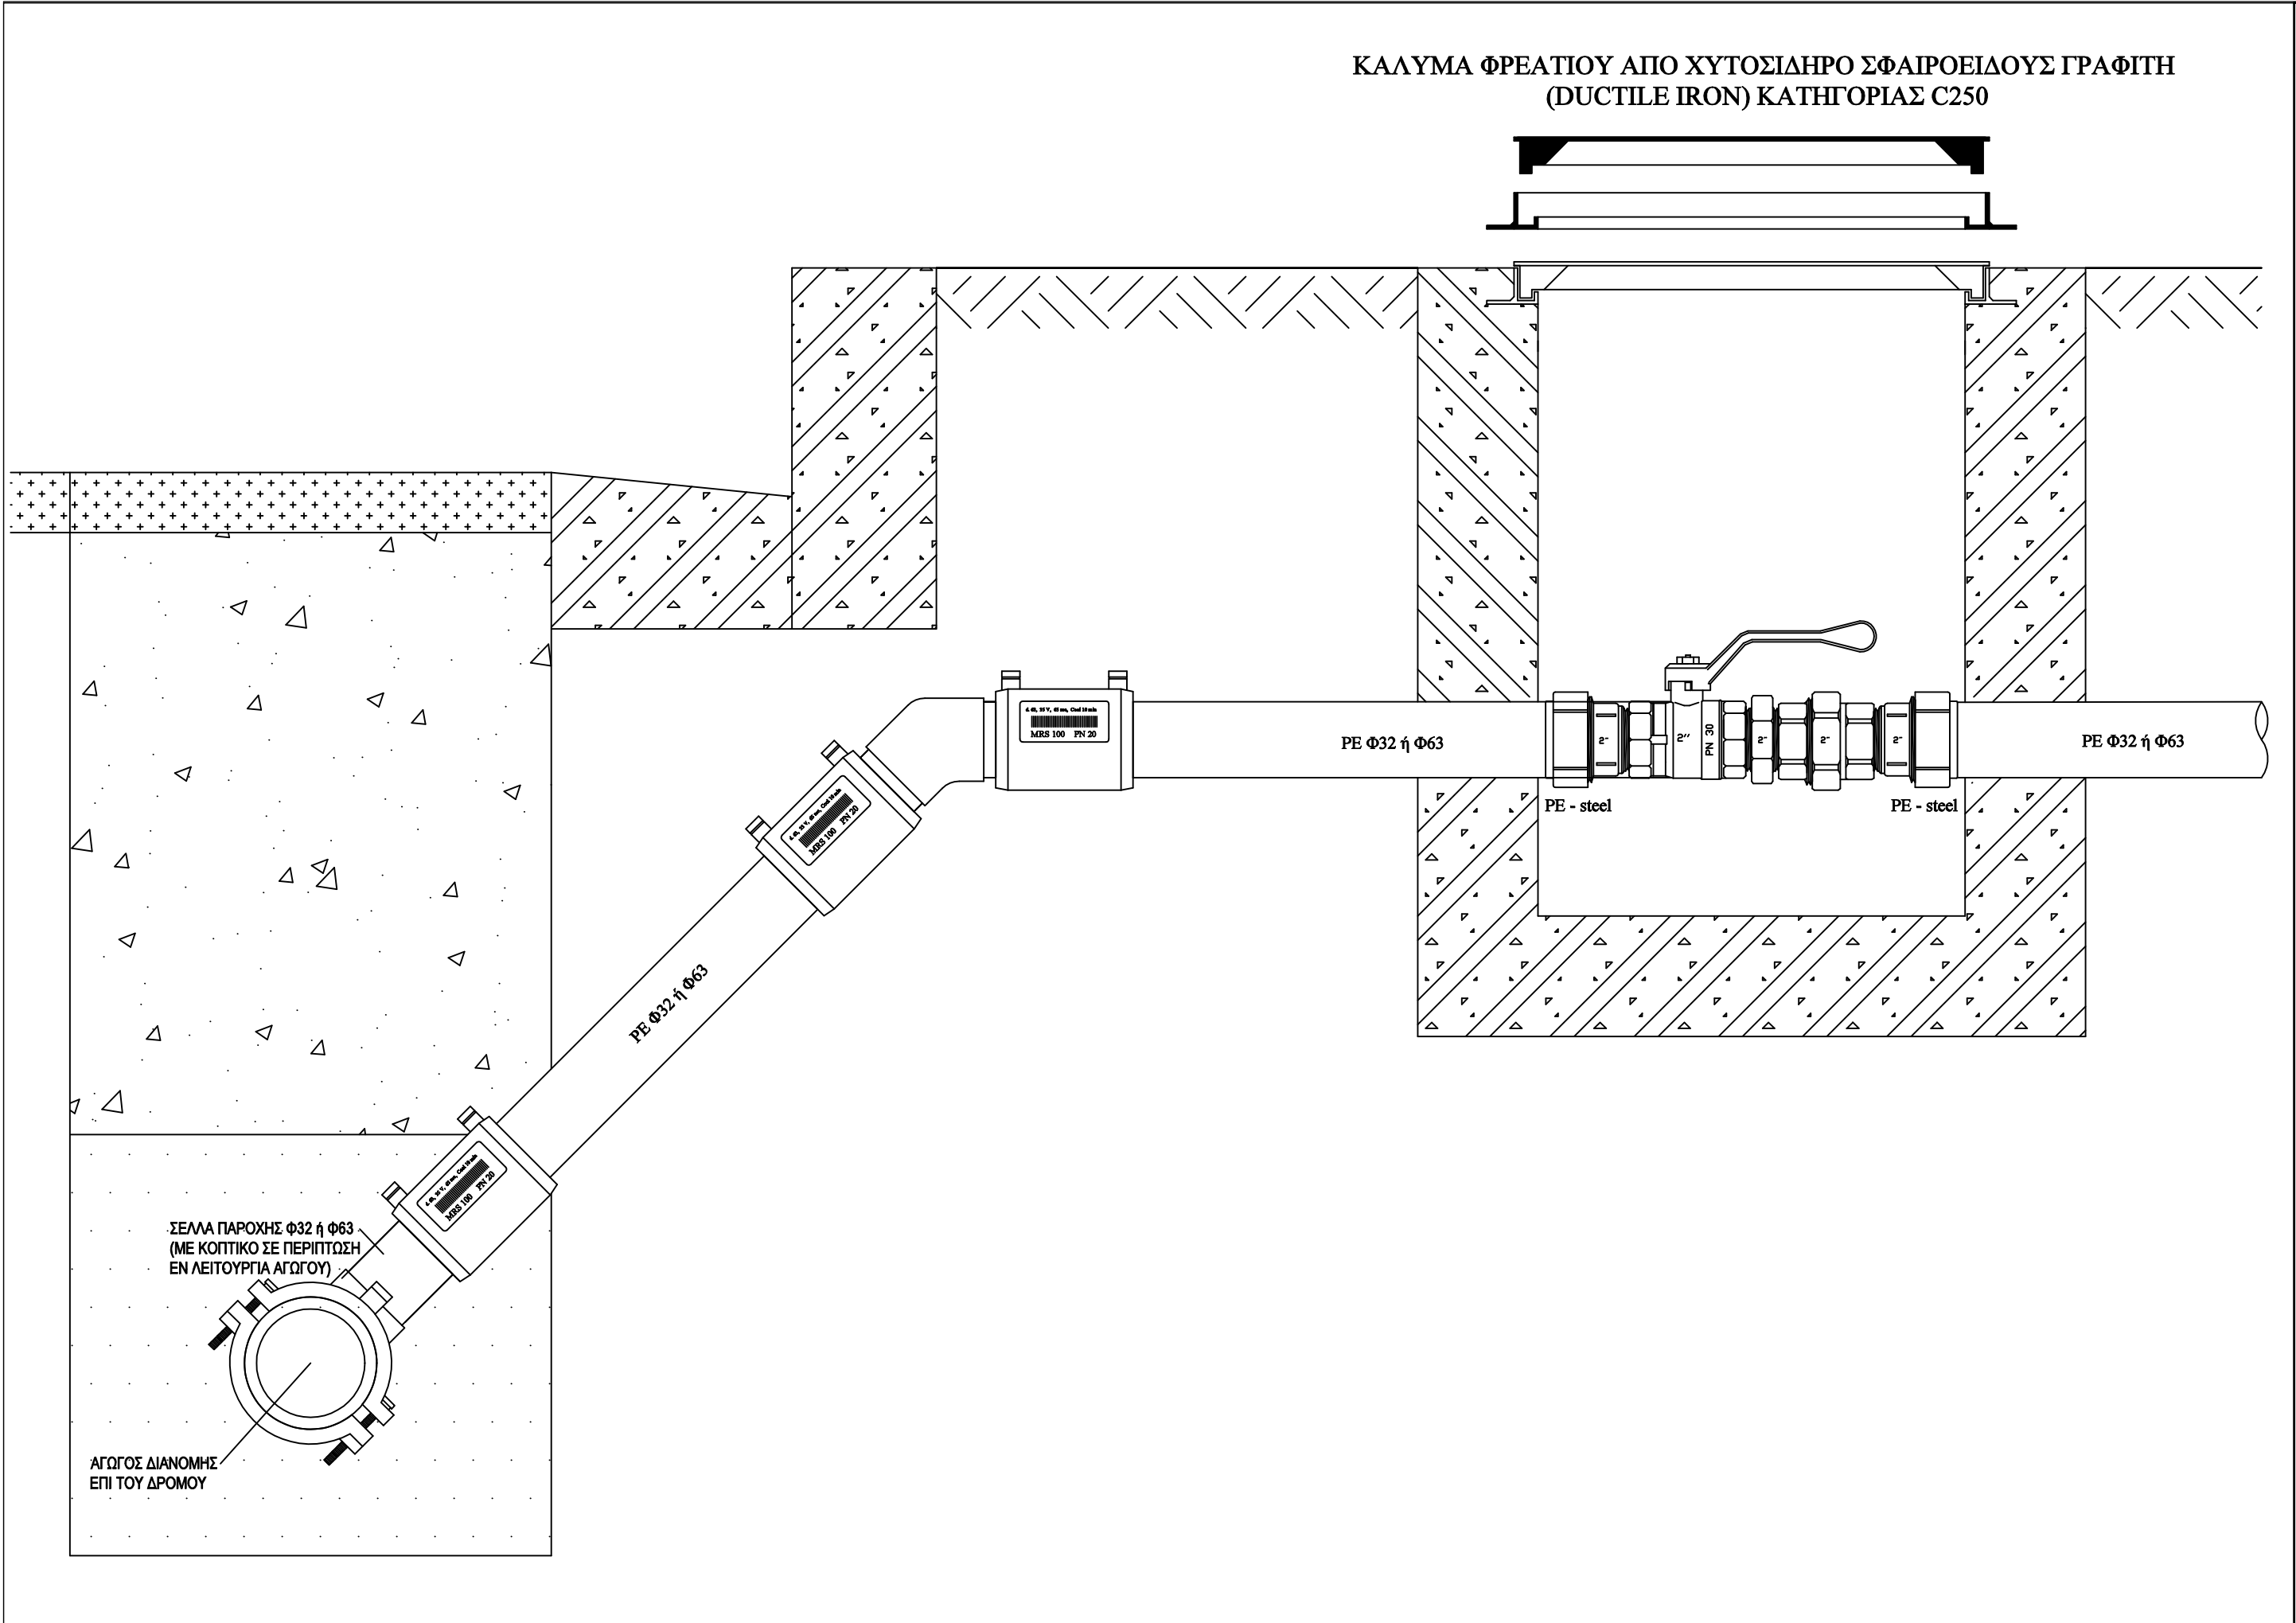 ΚΑΛΥΜΑ ΦΡΕΑΤΙΟΥ ΑΠΟ ΧΥΤΟΣΙΔΗΡΟ ΣΦΑΙΡΟΕΙΔΟΥΣ ΓΡΑΦΙΤΗ
(DUCTILE IRON) ΚΑΤΗΓΟΡΙΑΣ C250
MRS 100 PN 20
PE Φ32 ή Φ63
2"
2"
PN 30
2"
2"
2"
PE Φ32 ή Φ63
PE - steel
PE - steel
MRS 100 PN 20
PE Φ32 ή Φ63
MRS 100 PN 20
ΣΕΛΛΑ ΠΑΡΟΧΗΣ Φ32 ή Φ63
(ΜΕ ΚΟΠΤΙΚΟ ΣΕ ΠΕΡΙΠΤΩΣΗ
ΕΝ ΛΕΙΤΟΥΡΓΙΑ ΑΓΩΓΟΥ)
ΑΓΩΓΟΣ ΔΙΑΝΟΜΗΣ
ΕΠΙ ΤΟΥ ΔΡΟΜΟΥ